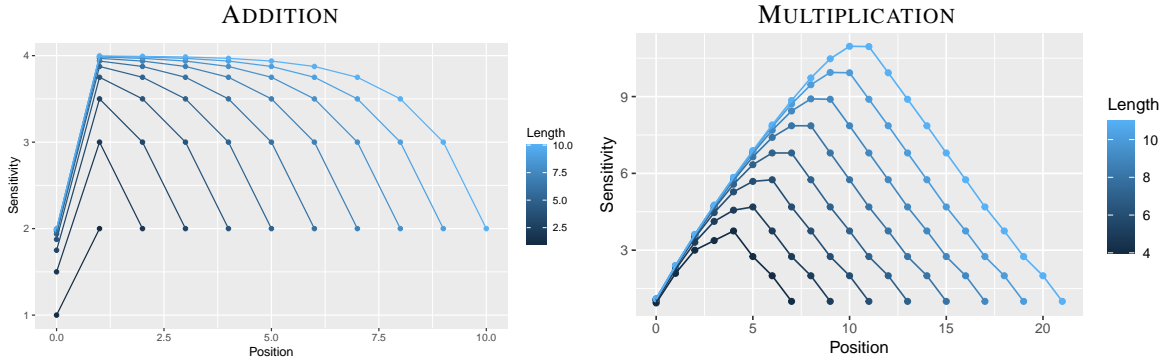 ADDITION
4
3
2
1
Sensitivity
0.0 2.5 5.0 7.5 10.0
Position
Length
10.0
7.5
5.0
2.5
MULTIPLICATION
9
6
3
Sensitivity
0 5 10 15 20
Position
Length
10
8
6
4